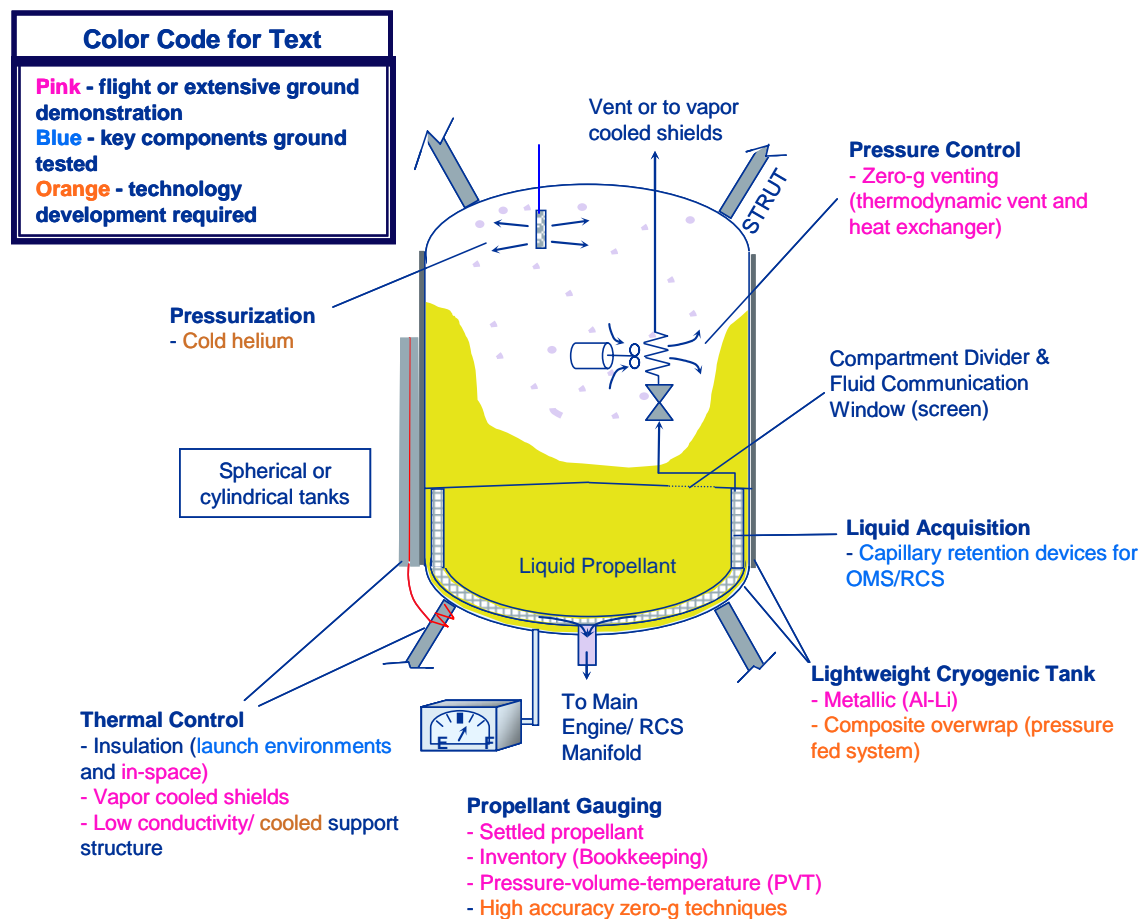 Color Code for Text
Pink - flight or extensive ground
demonstration
Blue - key components ground
tested
Orange - technology
development required
Vent or to vapor
cooled shields
Pressure Control
- Zero-g venting
(thermodynamic vent and
heat exchanger)
STRUT
Pressurization
- Cold helium
Compartment Divider &
Fluid Communication
Window (screen)
Spherical or
cylindrical tanks
Liquid Acquisition
- Capillary retention devices for
OMS/RCS
Liquid Propellant
Lightweight Cryogenic Tank
- Metallic (Al-Li)
- Composite overwrap (pressure
fed system)
To Main
Engine/ RCS
Manifold
E F
Thermal Control
- Insulation (launch environments
and in-space)
- Vapor cooled shields
- Low conductivity/ cooled support
structure
Propellant Gauging
- Settled propellant
- Inventory (Bookkeeping)
- Pressure-volume-temperature (PVT)
- High accuracy zero-g techniques